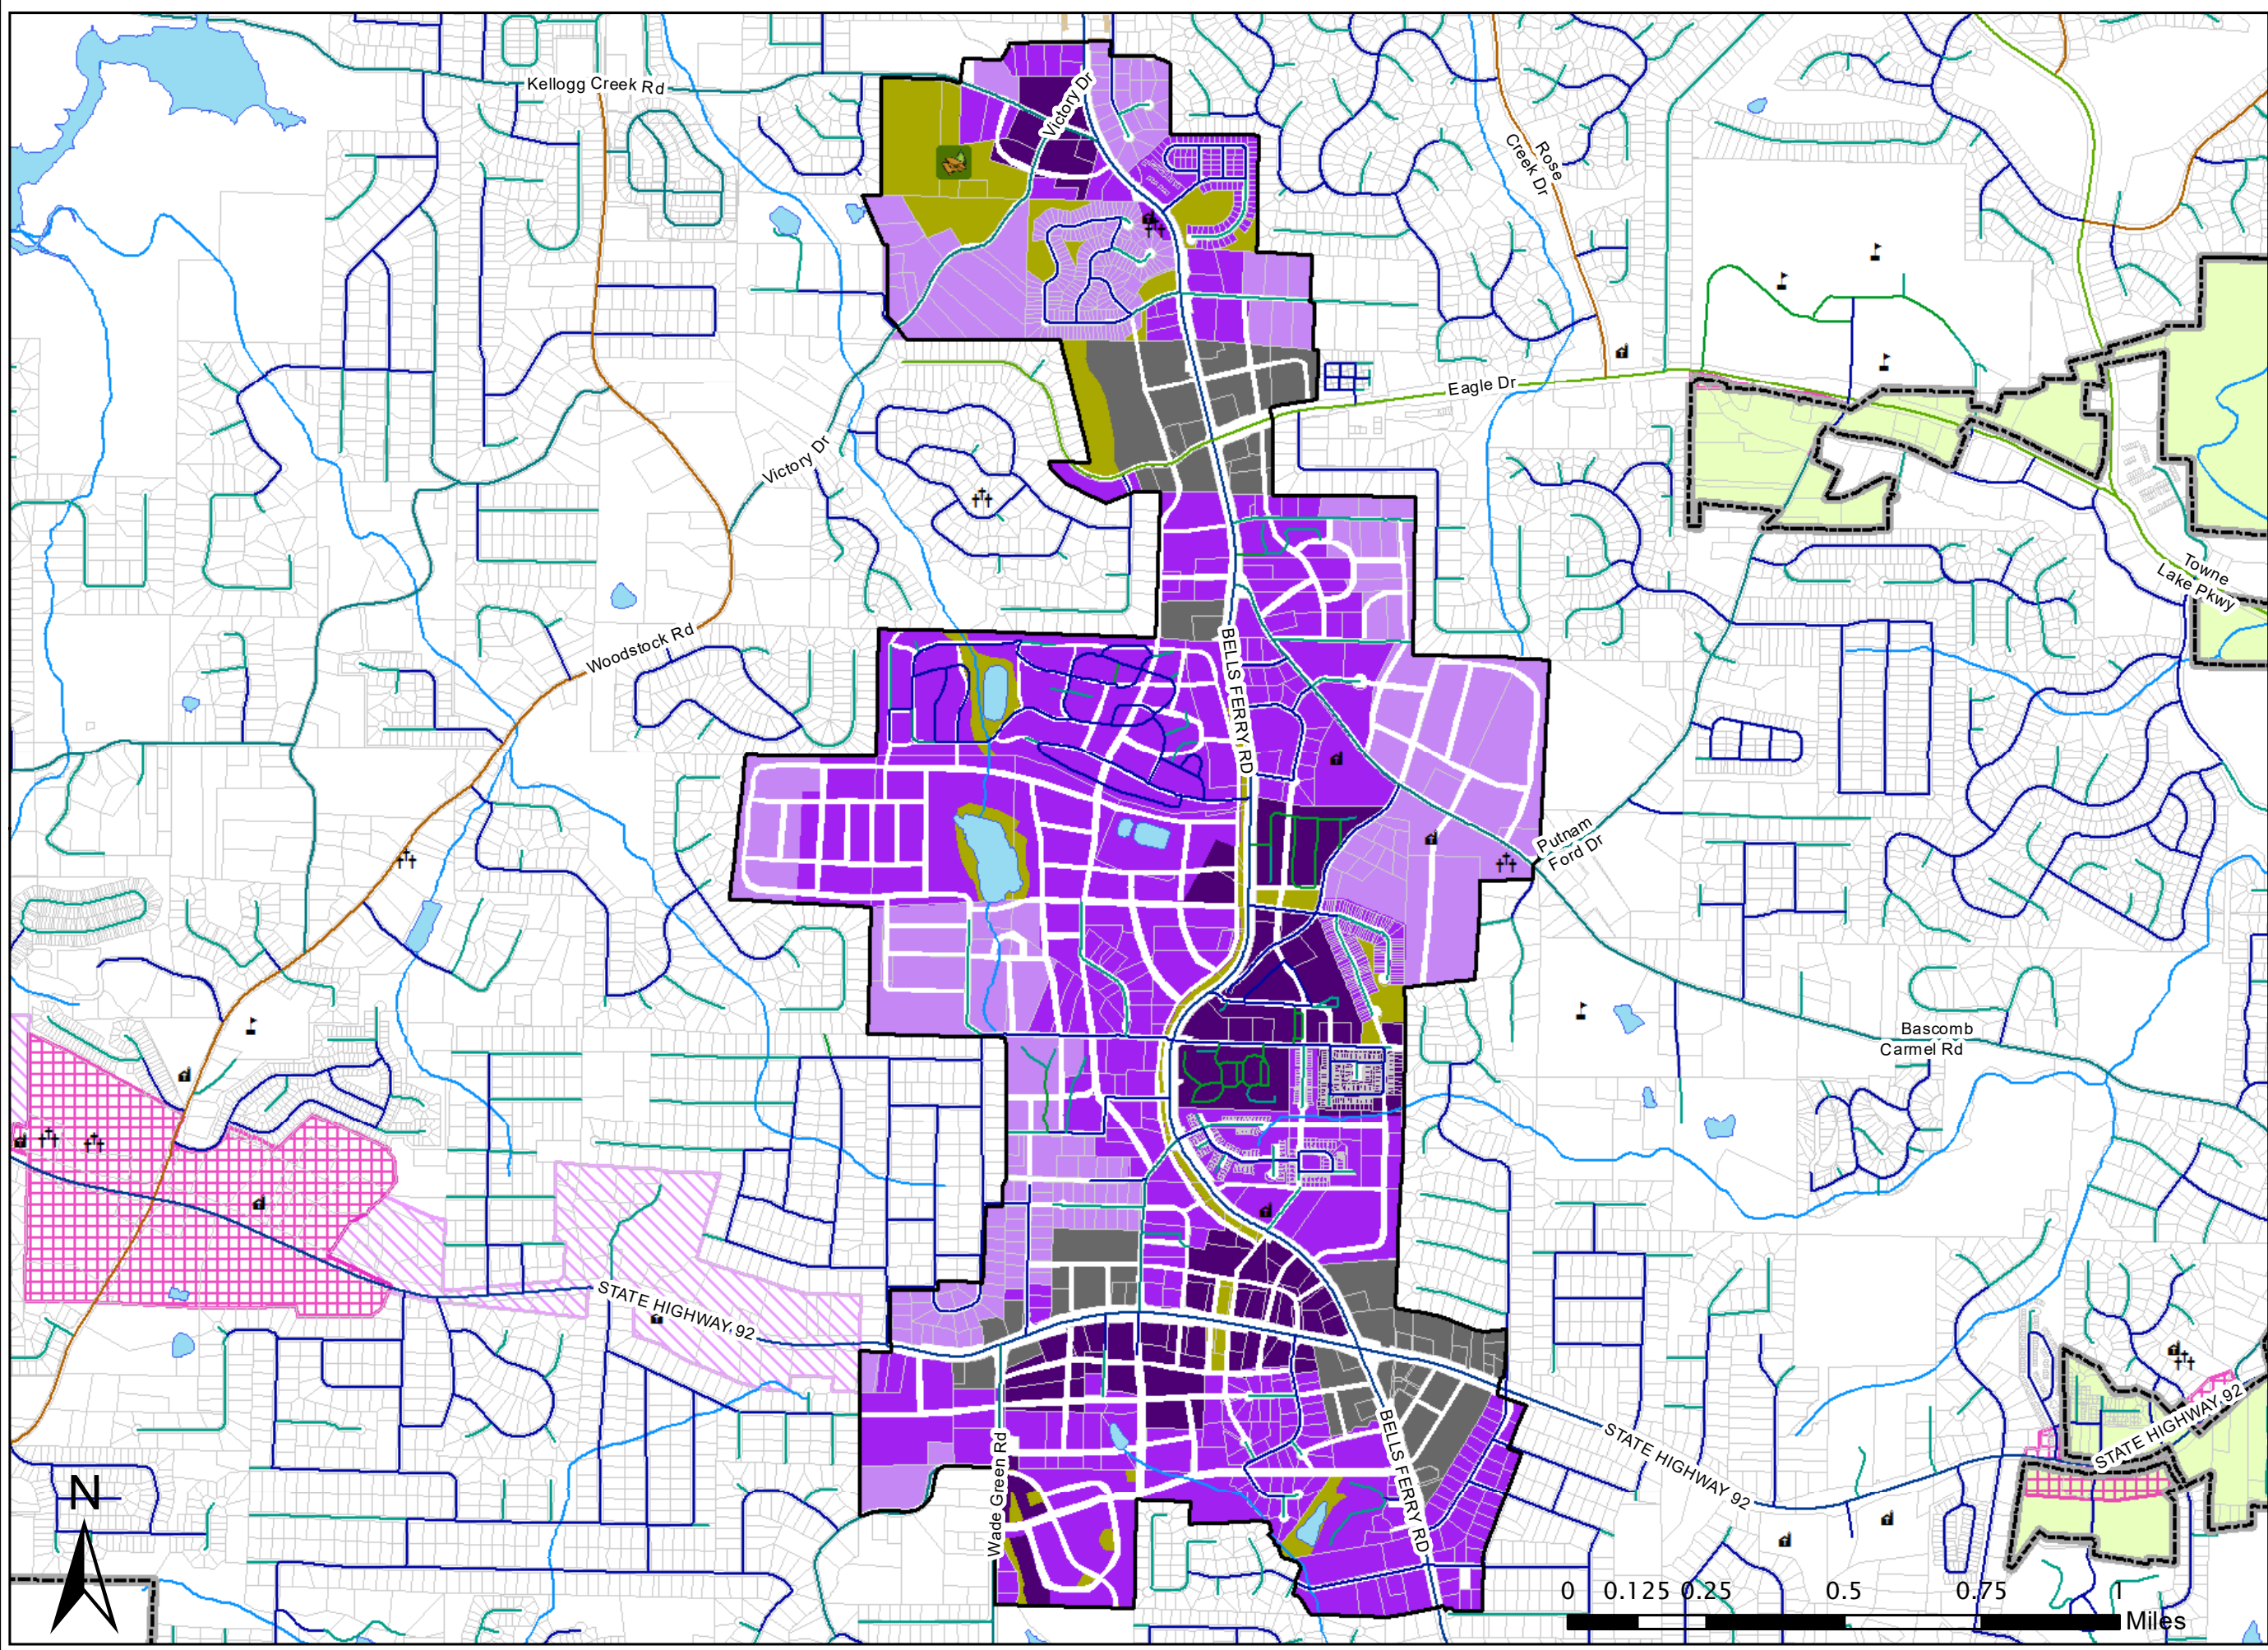 Kellogg Creek Rd
Victory Dr
Rose
Creek Dr
Eagle Dr
Victory Dr
Towne
Lake Pkwy
Woodstock Rd
BELLS FERRY RD
Putnam
Ford Dr
Bascomb
Carmel Rd
STATE HIGHWAY 92
STATE HIGHWAY 92
STATE HIGHWAY 92
BELLS FERRY RD
Wade Green Rd
N
0 0.125 0.25 0.5 0.75 1
Miles